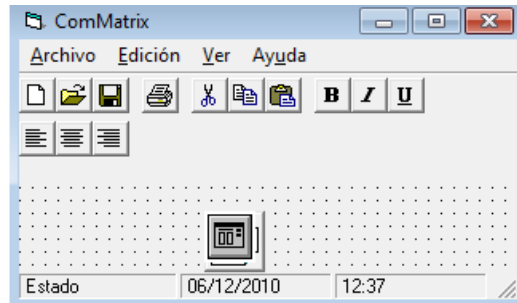 ComMatrix
Archivo Edición Ver Ayuda
B I U
Estado 06/12/2010 12:37